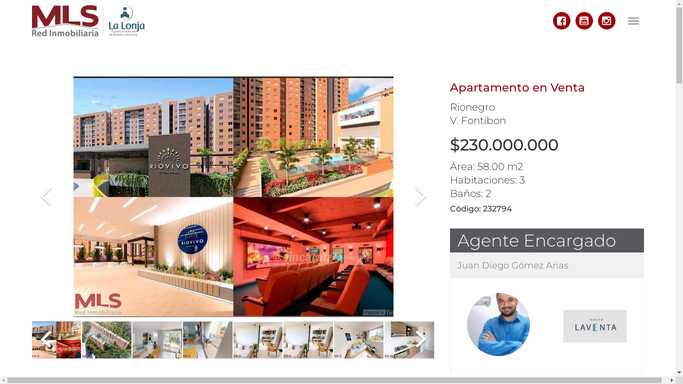 MLS
Red Inmobiliaria
La Lonja
Apartamento en Venta
Rionegro
V. Fontibon
$230.000.000
Área: 58.00 m2
Habitaciones: 3
Baños: 2
Código: 232794
RIOVIVO
RIOVIVO
MLS
Red Inmobiliaria
Agente Encargado
Juan Diego Gómez Arias
LAVENTA